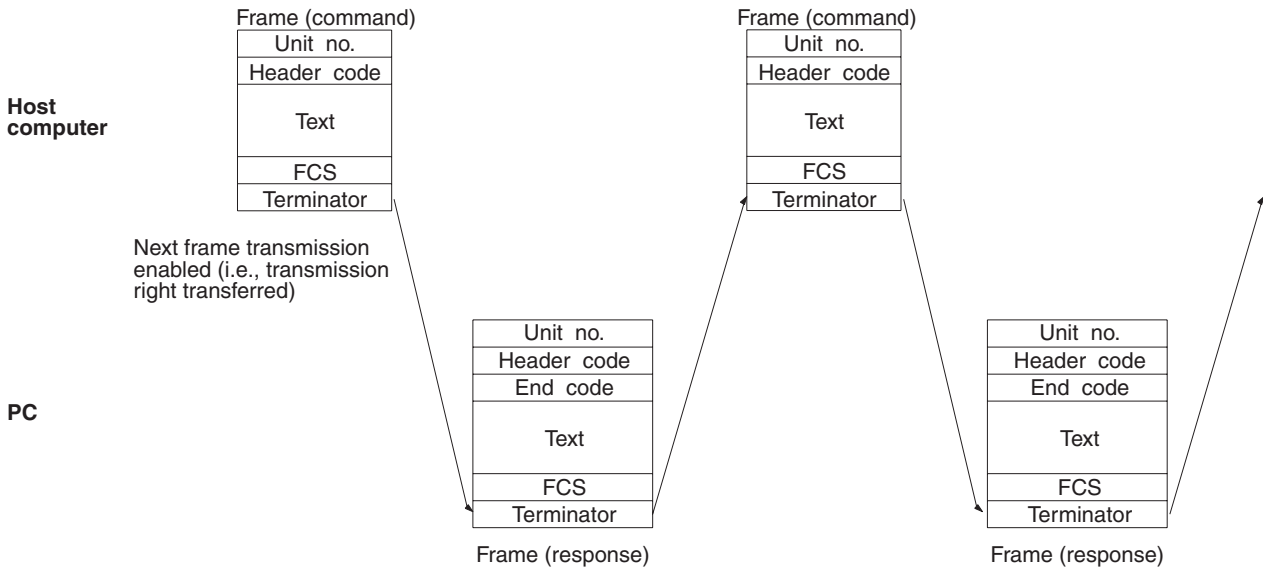 Frame (command)
Unit no.
Header code
Text
FCS
Terminator
Frame (command)
Unit no.
Header code
Text
FCS
Terminator
Host
computer
Next frame transmission
enabled (i.e., transmission
right transferred)
PC
Unit no.
Header code
End code
Text
FCS
Terminator
Frame (response)
Unit no.
Header code
End code
Text
FCS
Terminator
Frame (response)